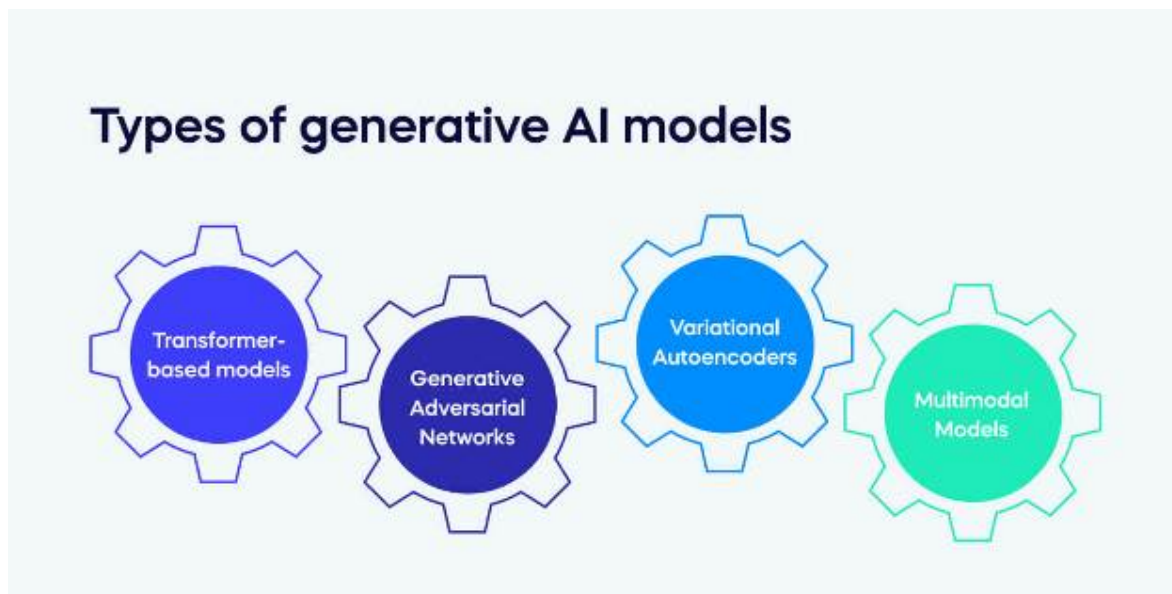 Types of generative AI models
Transformer-
based models
Generative
Adversarial
Networks
Variational
Autoencoders
Multimodal
Models